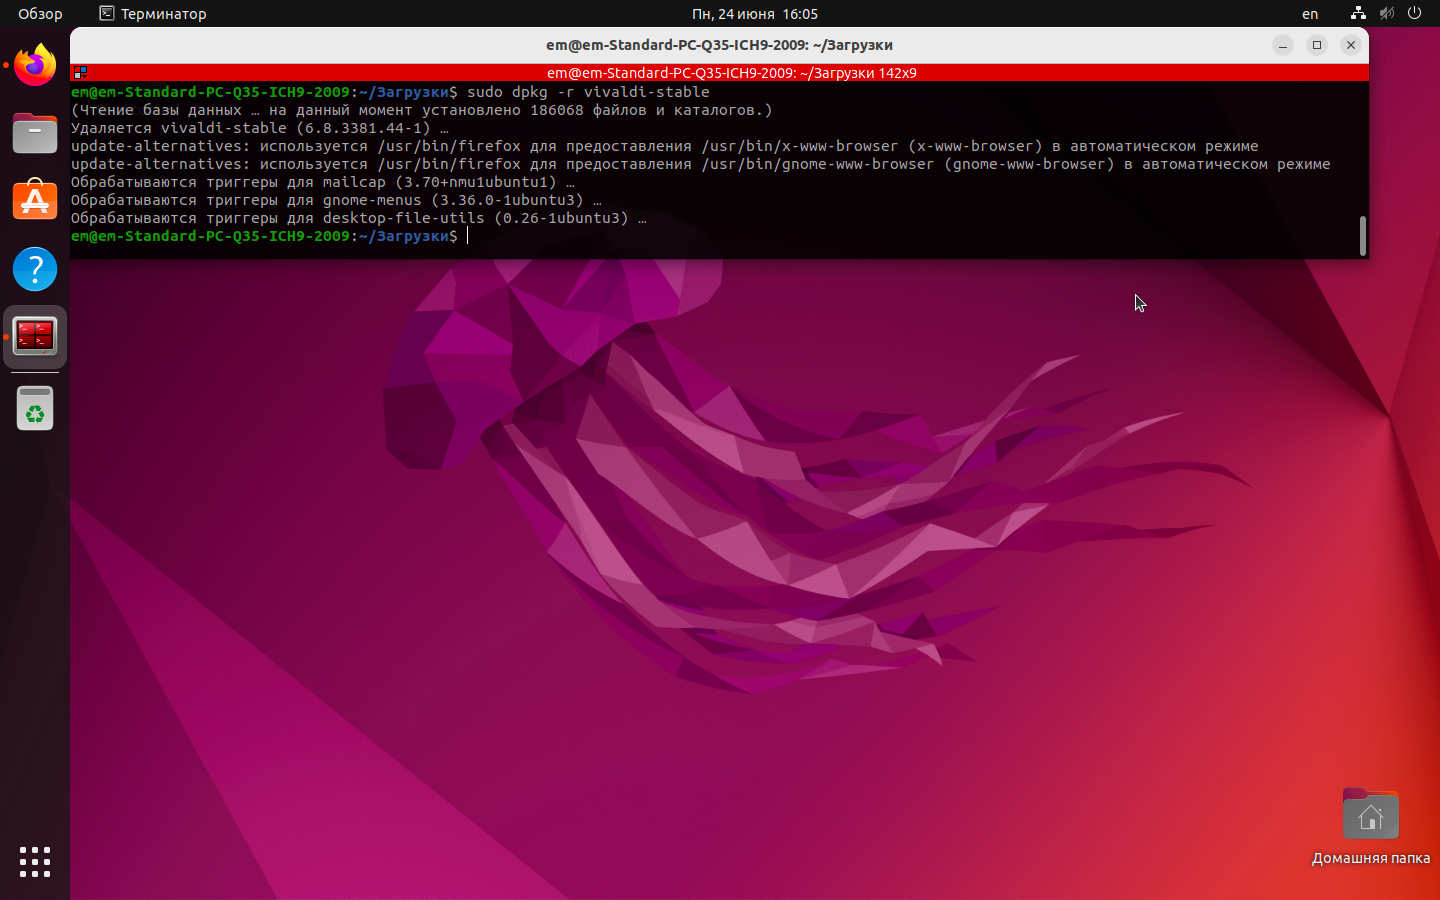 Обзор
Терминатор
Пн, 24 июня 16:05
en
em@em-Standard-PC-Q35-ICH9-2009: ~/Загрузки
em@em-Standard-PC-Q35-ICH9-2009: ~/Загрузки 142x9
em@em-Standard-PC-Q35-ICH9-2009:~/Загрузки$ sudo dpkg -r vivaldi-stable
(Чтение базы данных … на данный момент установлено 186068 файлов и каталогов.)
Удаляется vivaldi-stable (6.8.3381.44-1) …
update-alternatives: используется /usr/bin/firefox для предоставления /usr/bin/x-www-browser (x-www-browser) в автоматическом режиме
update-alternatives: используется /usr/bin/firefox для предоставления /usr/bin/gnome-www-browser (gnome-www-browser) в автоматическом режиме
Обрабатываются триггеры для mailcap (3.70+nmu1ubuntu1) …
Обрабатываются триггеры для gnome-menus (3.36.0-1ubuntu3) …
Обрабатываются триггеры для desktop-file-utils (0.26-1ubuntu3) …
em@em-Standard-PC-Q35-ICH9-2009:~/Загрузки$
Домашняя папка